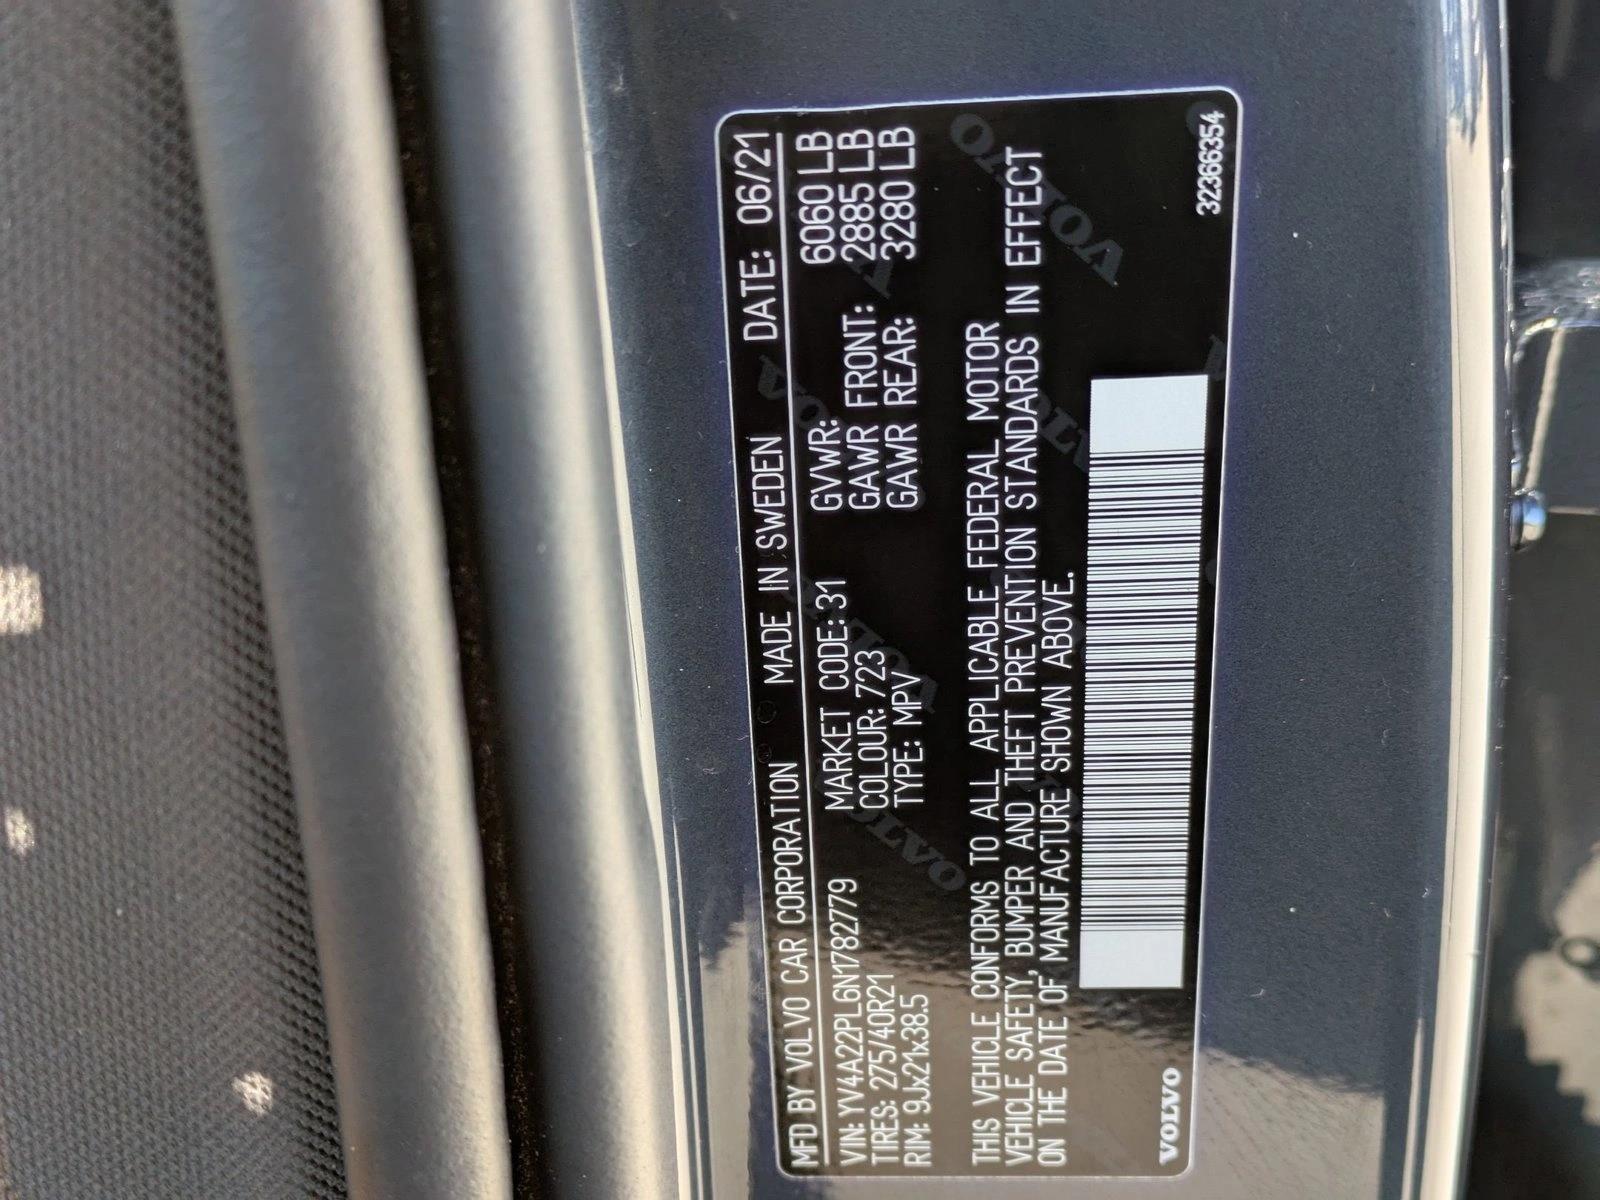 MFD BY VOLVO CAR CORPORATION MADE IN SWEDEN DATE: 06/21
VIN: YV4A22PL6N1782779 MARKET CODE: 31 GVWR: 6060 LB
TIRES: 275/40R21 COLOUR: 723 GAWR FRONT: 2885 LB
RIM: 9Jx21x38.5 TYPE: MPV GAWR REAR: 3280 LB
THIS VEHICLE CONFORMS TO ALL APPLICABLE FEDERAL MOTOR
VEHICLE SAFETY, BUMPER AND THEFT PREVENTION STANDARDS IN EFFECT
ON THE DATE OF MANUFACTURE SHOWN ABOVE.
VOLVO 32366354